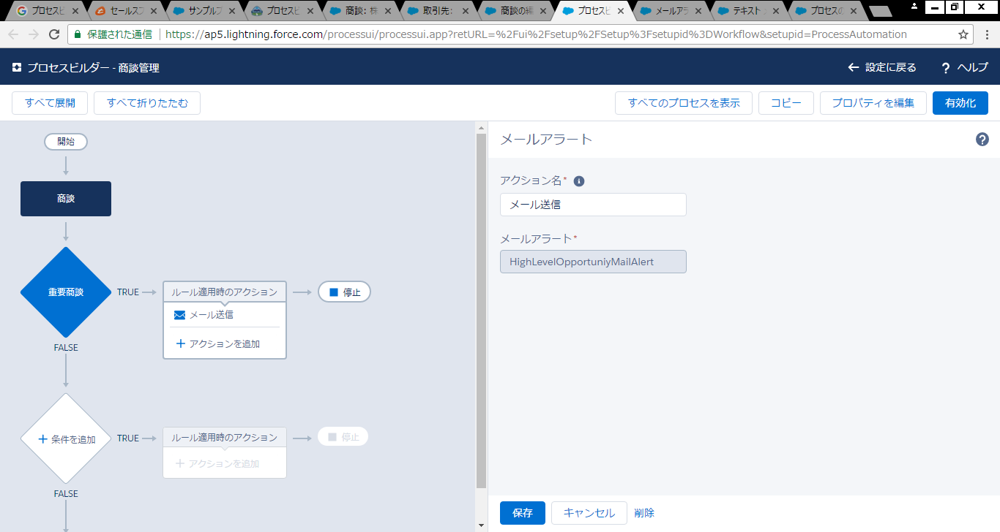 プロセスビ
セールスフ
サンプルフ
プロセスビ
商談: 株
取引先:
商談の編
プロセスビ
メールアラ
テキスト
プロセスの
保護された通信
https://ap5.lightning.force.com/processui/processui.app?retURL=%2Fui%2Fsetup%2FSetup%3Fsetupid%3DWorkflow&setupid=ProcessAutomation
プロセスビルダー - 商談管理
設定に戻る
? ヘルプ
すべて展開
すべて折りたたむ
すべてのプロセスを表示
コピー
プロパティを編集
有効化
開始
商談
重要商談
TRUE
ルール適用時のアクション
メール送信
+ アクションを追加
停止
FALSE
+ 条件を追加
TRUE
ルール適用時のアクション
+ アクションを追加
停止
FALSE
メールアラート
?
アクション名*
メール送信
メールアラート*
HighLevelOpportuniyMailAlert
保存
キャンセル
削除